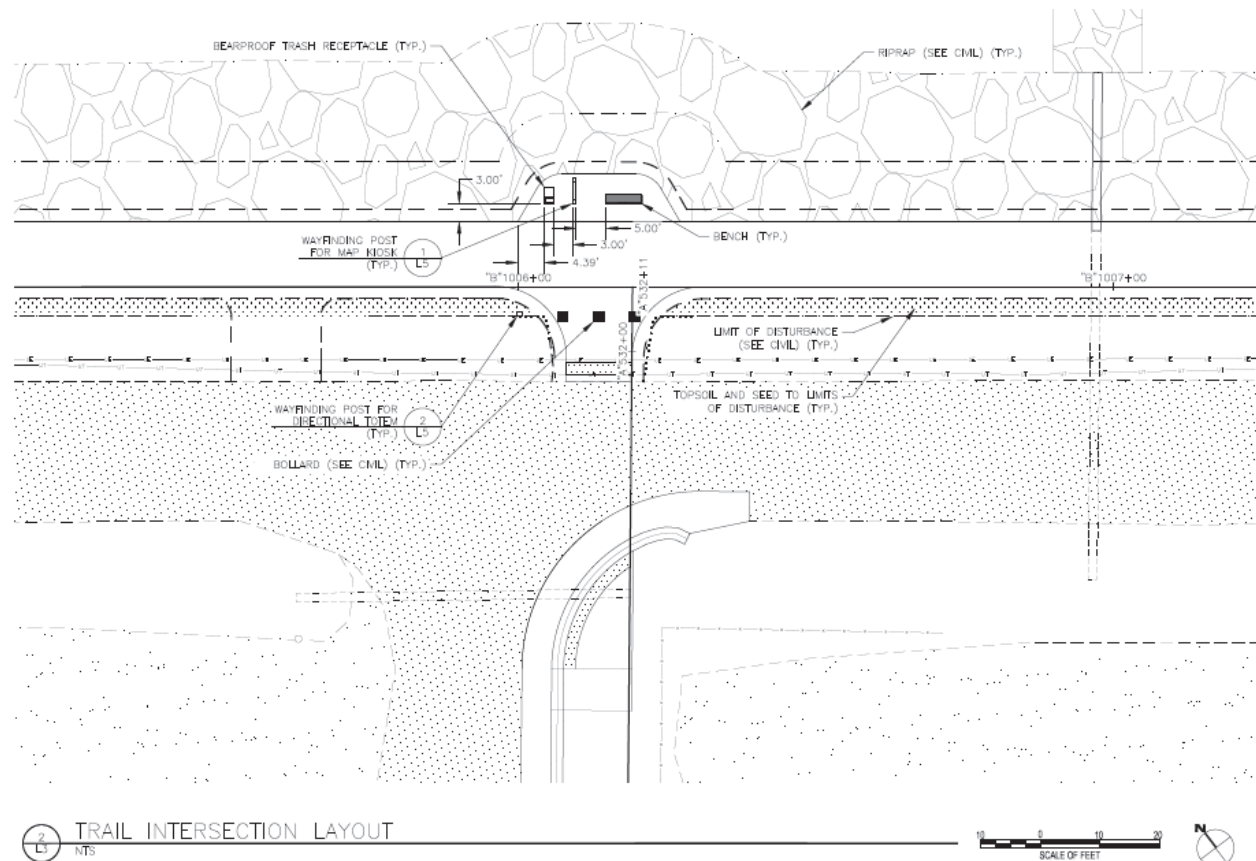 BEARPROOF TRASH RECEPTACLE (TYP.)
RIPRAP (SEE CIVIL) (TYP.)
3.00'
WAYFINDING POST
FOR MAP KIOSK
(TYP.)
1
L5
5.00'
3.00'
4.39'
BENCH (TYP.)
"B"1006+00
"A"532+11
"B"1007+00
"A"532+00
LIMIT OF DISTURBANCE
(SEE CIVIL) (TYP.)
TOPSOIL AND SEED TO LIMITS
OF DISTURBANCE (TYP.)
WAYFINDING POST FOR
DIRECTIONAL TOTEM
(TYP.)
2
L5
BOLLARD (SEE CIVIL) (TYP.)
2
L3
TRAIL INTERSECTION LAYOUT
NTS
10 0 10 20
SCALE OF FEET
N